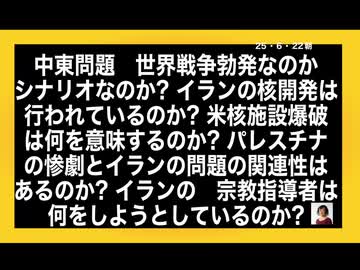 25・6・22朝
中東問題　世界戦争勃発なのか
シナリオなのか? イランの核開発は
行われているのか? 米核施設爆破
は何を意味するのか? パレスチナ
の惨劇とイランの問題の関連性は
あるのか? イランの　宗教指導者は
何をしようとしているのか?